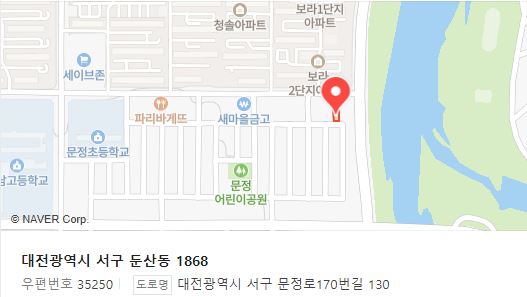 청솔아파트
보라1단지
아파트
세이브존
보라
2단지아
파리바게뜨
새마을금고
문정초등학교
남고등학교
문정
어린이공원
© NAVER Corp.
대전광역시 서구 둔산동 1868
우편번호 35250 도로명 대전광역시 서구 문정로170번길 130